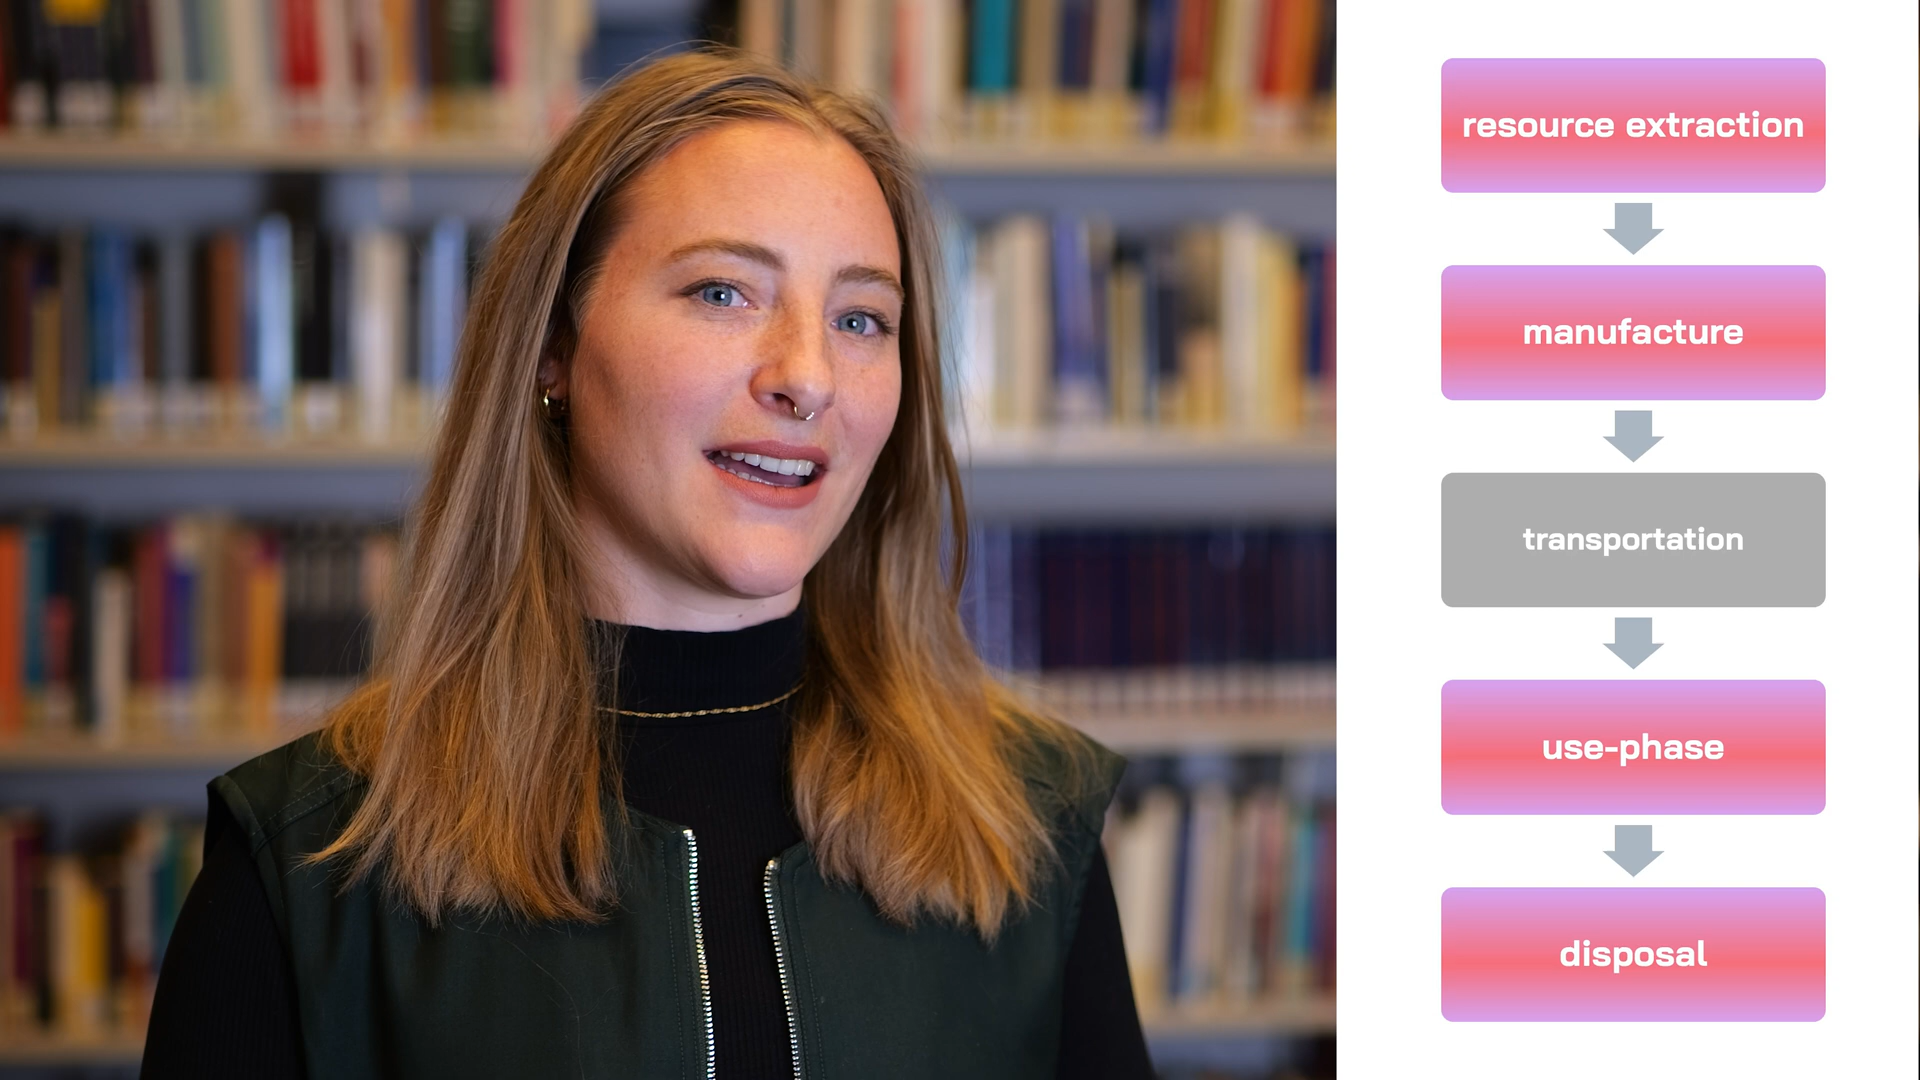 resource extraction
manufacture
transportation
use-phase
disposal